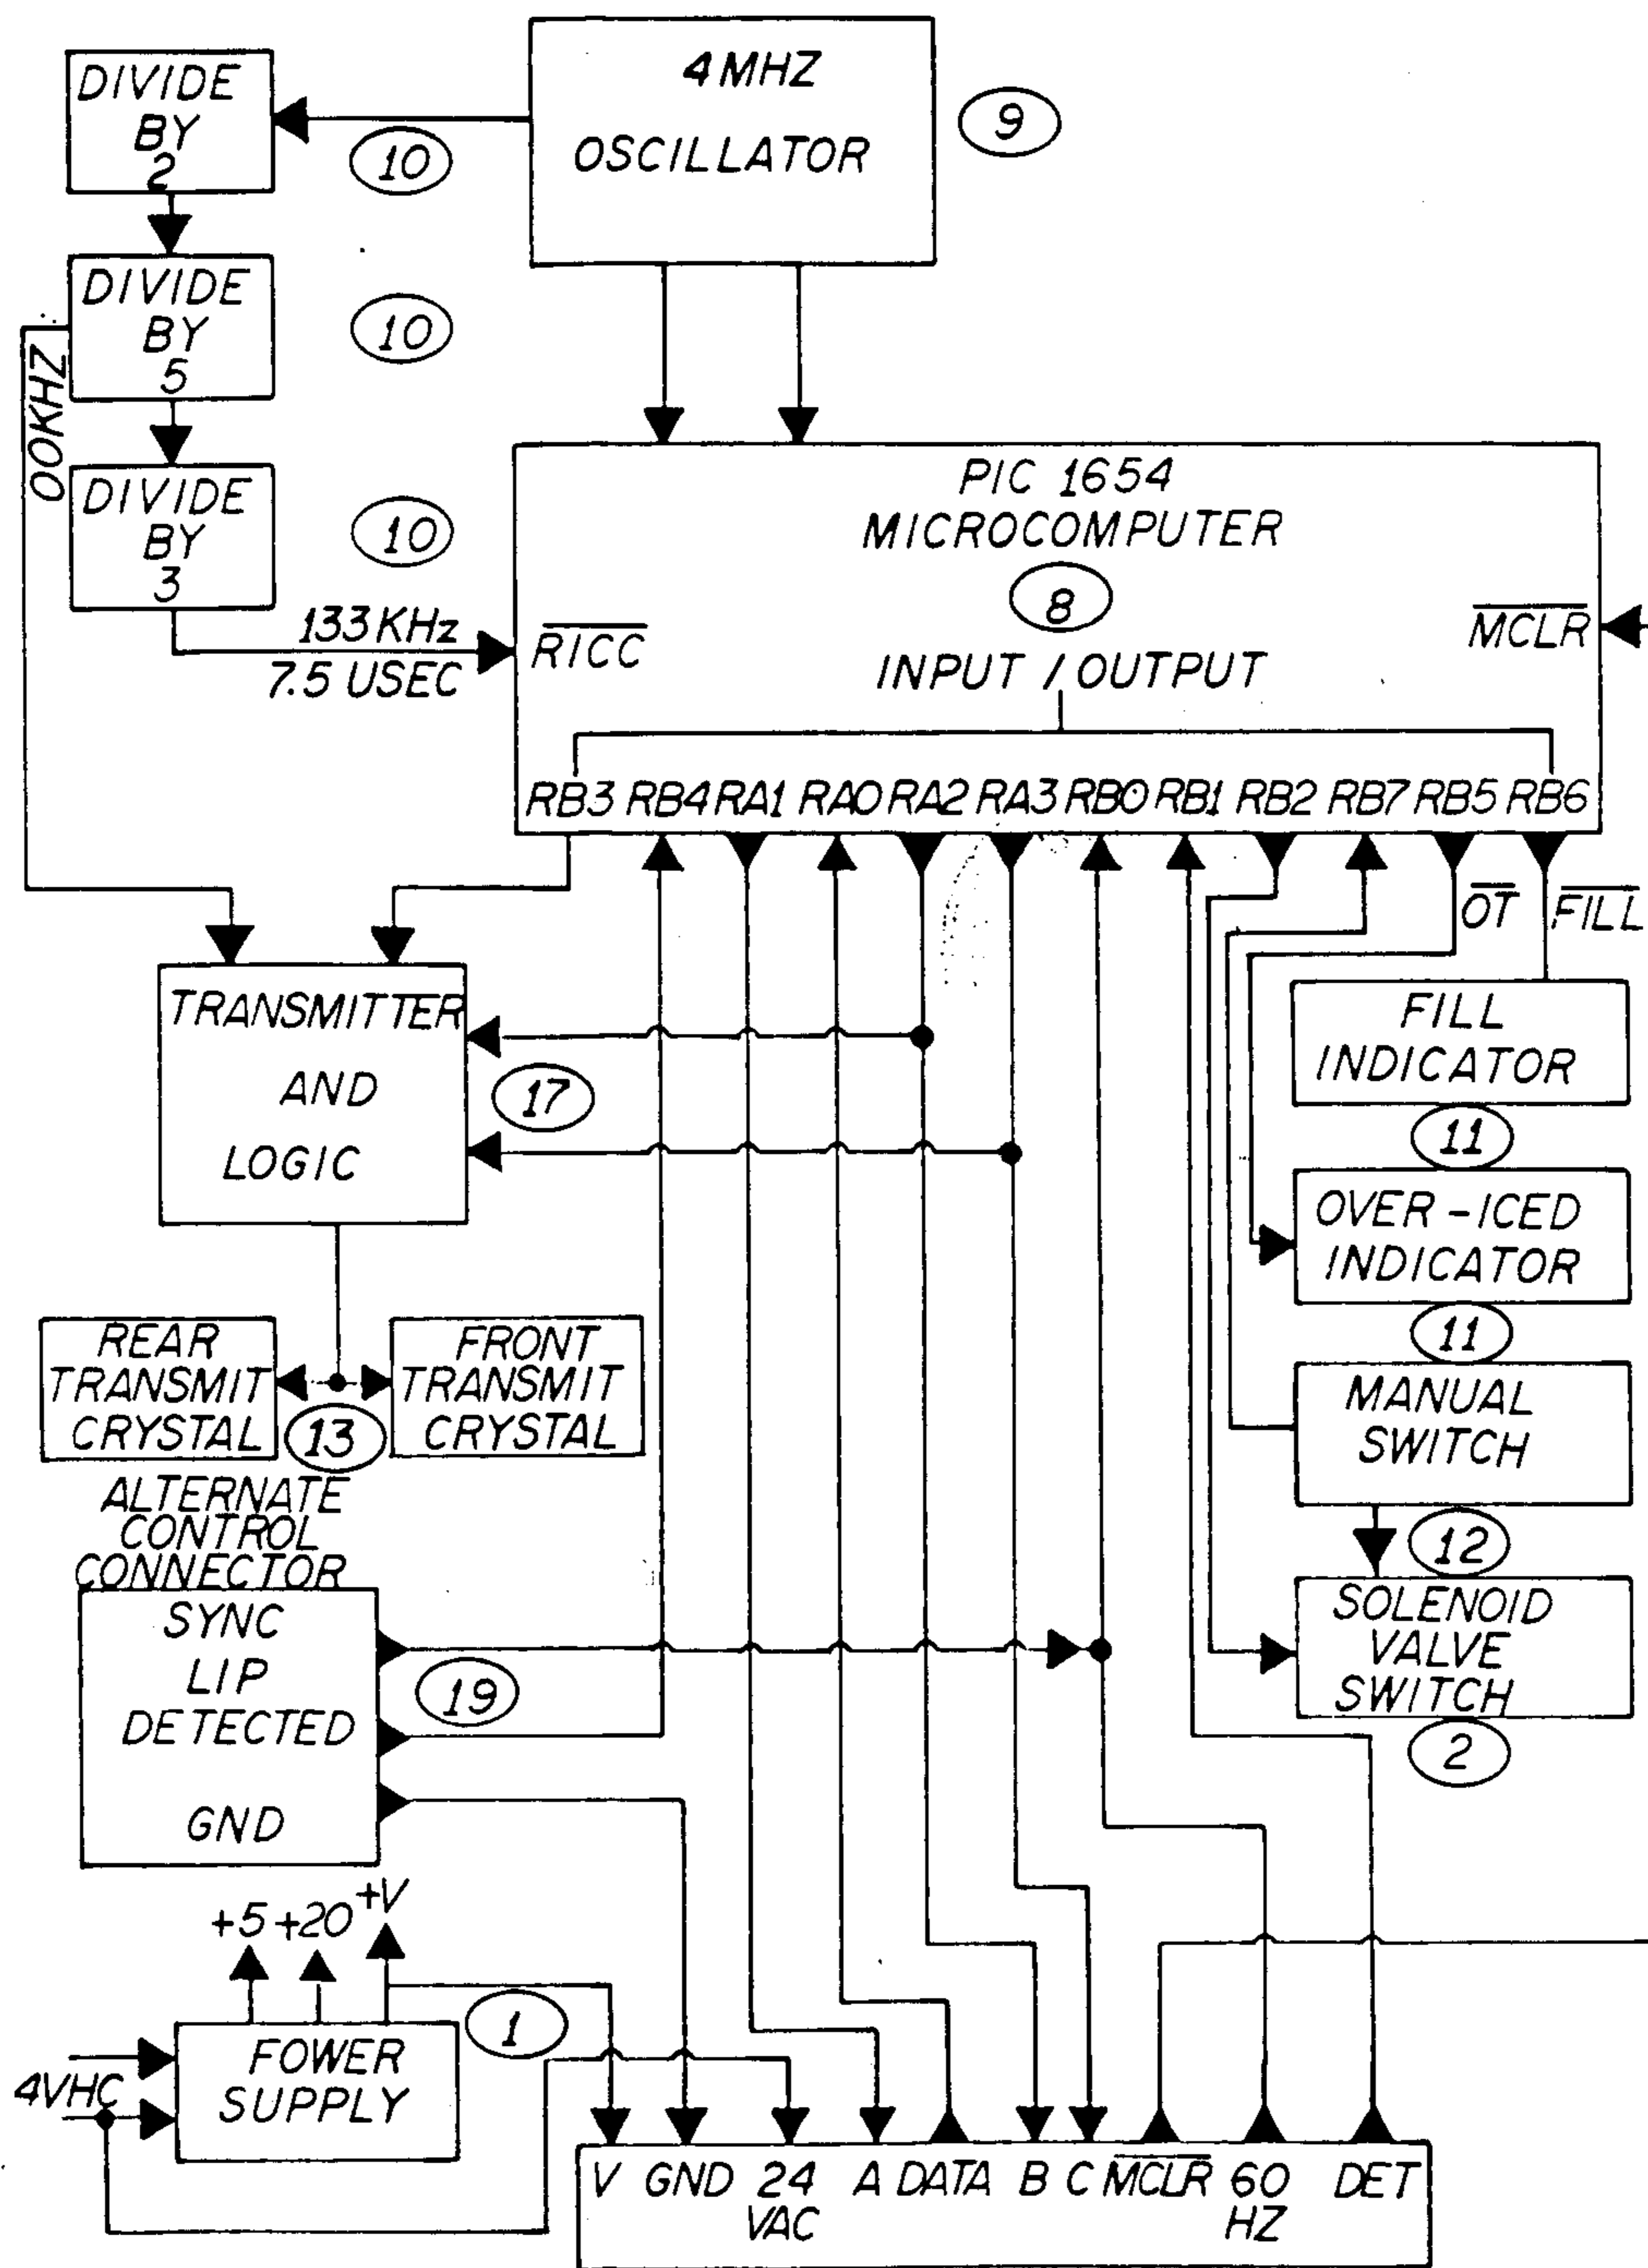 4 MHZ
OSCILLATOR
9
DIVIDE
BY
2
10
DIVIDE
BY
5
10
00KHZ
DIVIDE
BY
3
10
133 KHz
7.5 USEC
PIC 1654
MICROCOMPUTER
8
RICC
MCLR
INPUT / OUTPUT
RB3 RB4 RA1 RA0 RA2 RA3 RB0 RB1 RB2 RB7 RB5 RB6
OT FILL
TRANSMITTER
AND
LOGIC
17
FILL
INDICATOR
11
OVER-ICED
INDICATOR
11
MANUAL
SWITCH
12
SOLENOID
VALVE
SWITCH
2
REAR
TRANSMIT
CRYSTAL
13
FRONT
TRANSMIT
CRYSTAL
ALTERNATE
CONTROL
CONNECTOR
SYNC
LIP
DETECTED
GND
19
+5 +20 +V
1
FOWER
SUPPLY
4VHC
V GND 24 A DATA B C MCLR 60 DET
VAC HZ